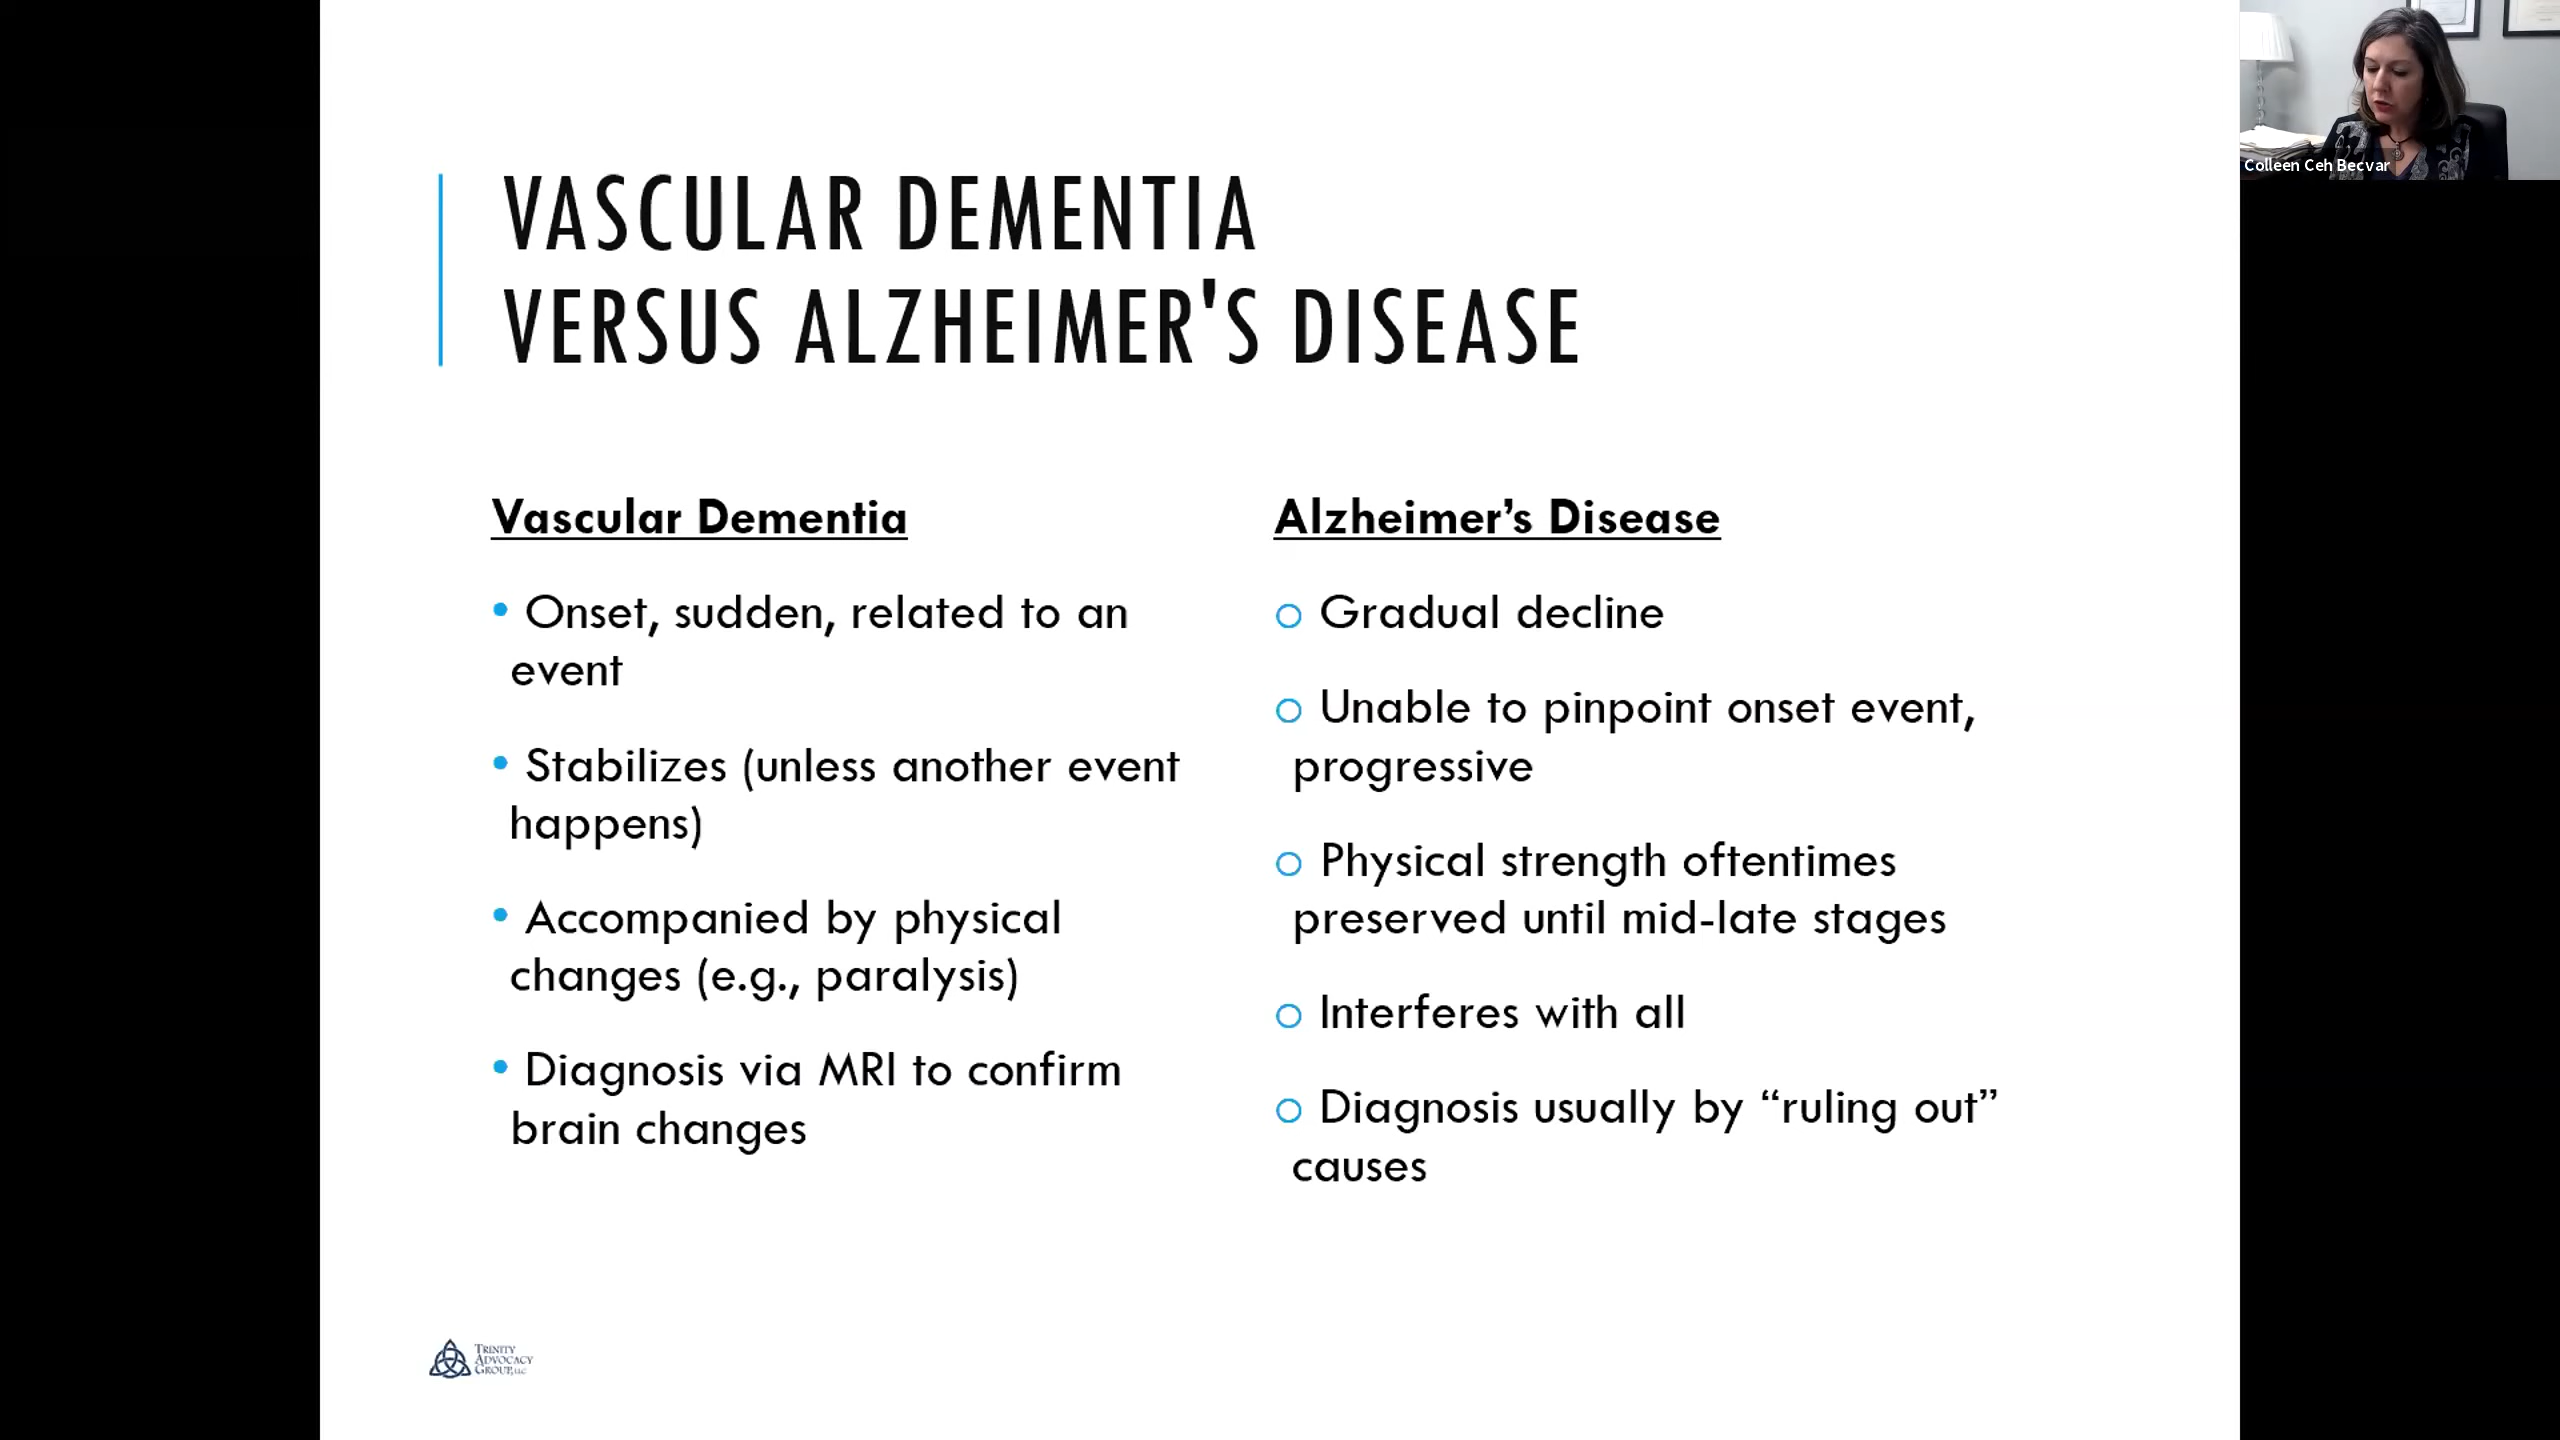 VASCULAR DEMENTIA
VERSUS ALZHEIMER'S DISEASE
Vascular Dementia
• Onset, sudden, related to an
event
• Stabilizes (unless another event
happens)
• Accompanied by physical
changes (e.g., paralysis)
• Diagnosis via MRI to confirm
brain changes
Alzheimer’s Disease
o Gradual decline
o Unable to pinpoint onset event,
progressive
o Physical strength oftentimes
preserved until mid-late stages
o Interferes with all
o Diagnosis usually by “ruling out”
causes
TRINITY
ADVOCACY
GROUP, LLC
Colleen Ceh Becvar